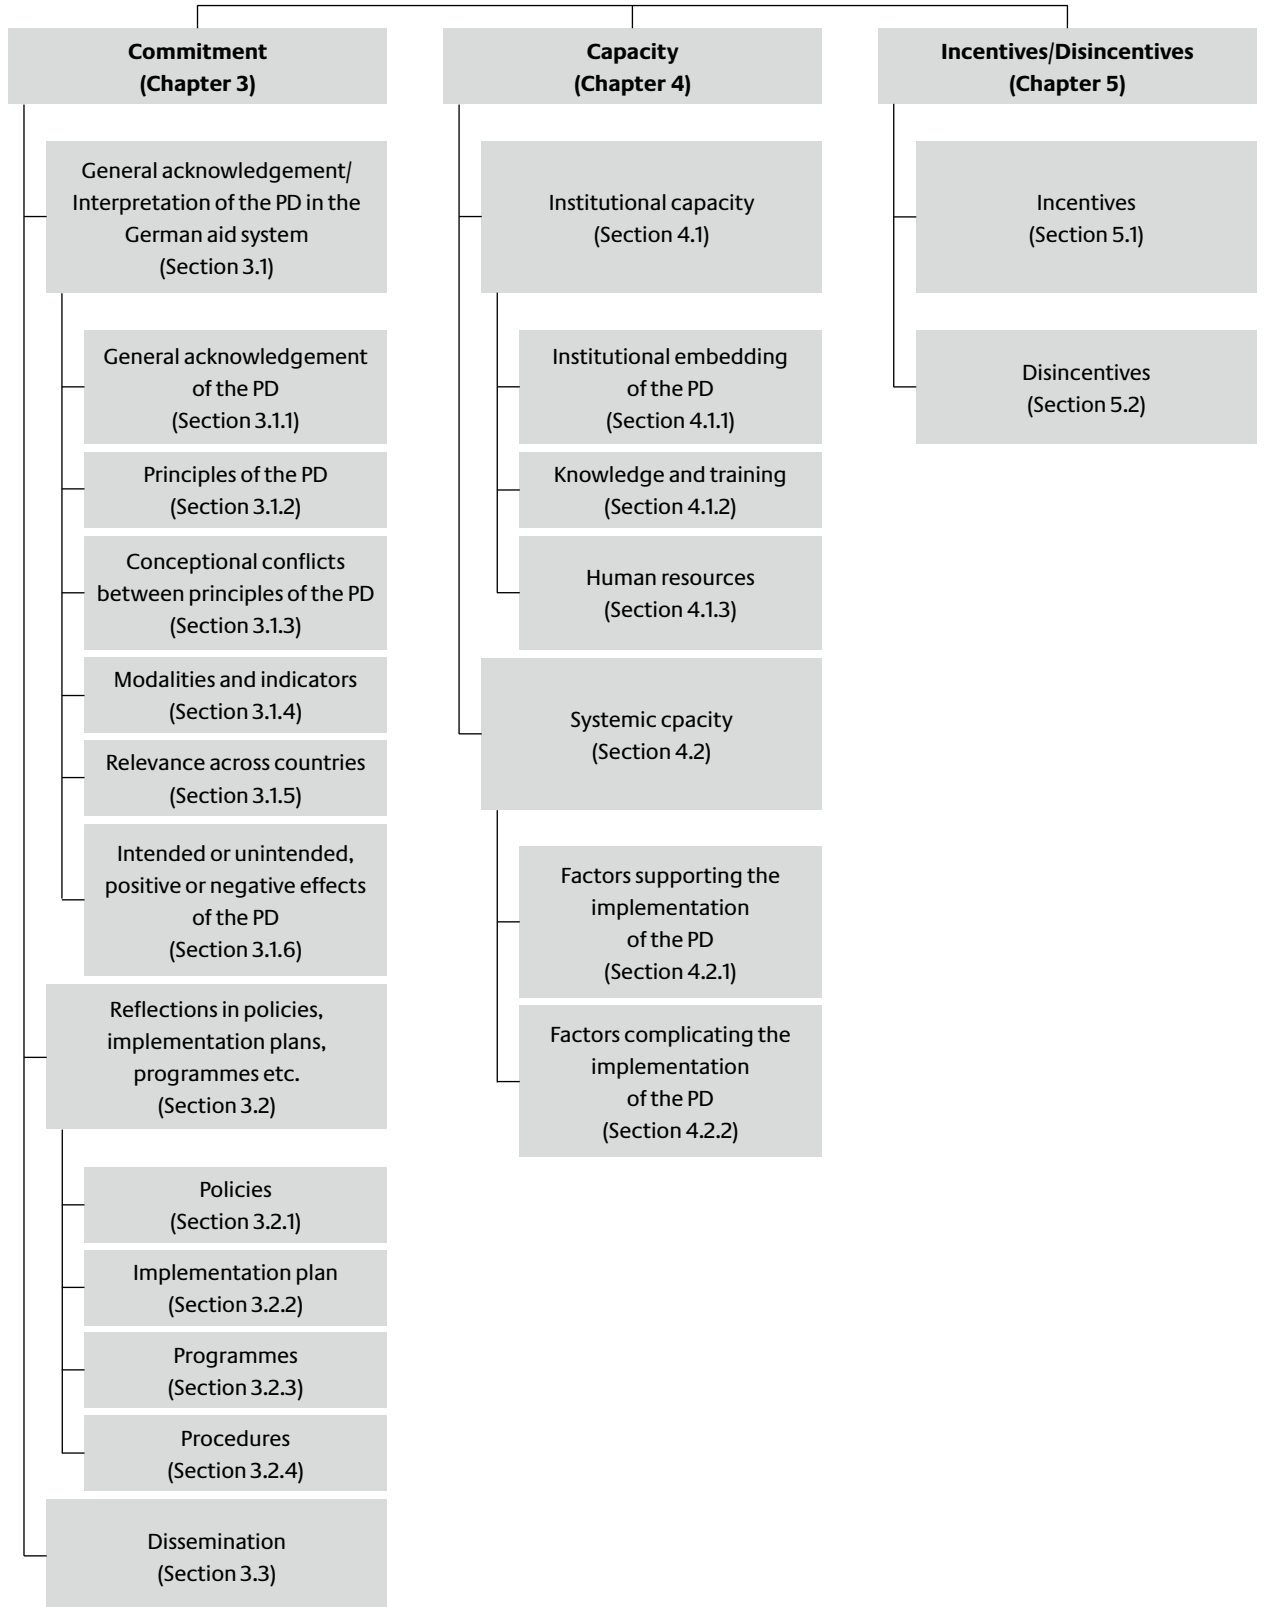 Commitment
(Chapter 3)
General acknowledgement/
Interpretation of the PD in the
German aid system
(Section 3.1)
General acknowledgement
of the PD
(Section 3.1.1)
Principles of the PD
(Section 3.1.2)
Conceptional conflicts
between principles of the PD
(Section 3.1.3)
Modalities and indicators
(Section 3.1.4)
Relevance across countries
(Section 3.1.5)
Intended or unintended,
positive or negative effects
of the PD
(Section 3.1.6)
Reflections in policies,
implementation plans,
programmes etc.
(Section 3.2)
Policies
(Section 3.2.1)
Implementation plan
(Section 3.2.2)
Programmes
(Section 3.2.3)
Procedures
(Section 3.2.4)
Dissemination
(Section 3.3)
Capacity
(Chapter 4)
Institutional capacity
(Section 4.1)
Institutional embedding
of the PD
(Section 4.1.1)
Knowledge and training
(Section 4.1.2)
Human resources
(Section 4.1.3)
Systemic cpacity
(Section 4.2)
Factors supporting the
implementation
of the PD
(Section 4.2.1)
Factors complicating the
implementation
of the PD
(Section 4.2.2)
Incentives/Disincentives
(Chapter 5)
Incentives
(Section 5.1)
Disincentives
(Section 5.2)